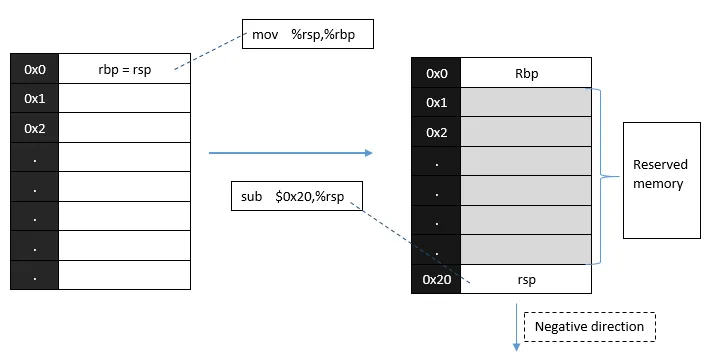 mov %rsp,%rbp
0x0 rbp = rsp
0x1
0x2
.
.
.
.
.
sub $0x20,%rsp
0x0 Rbp
0x1
0x2
.
.
.
.
0x20 rsp
Reserved
memory
Negative direction